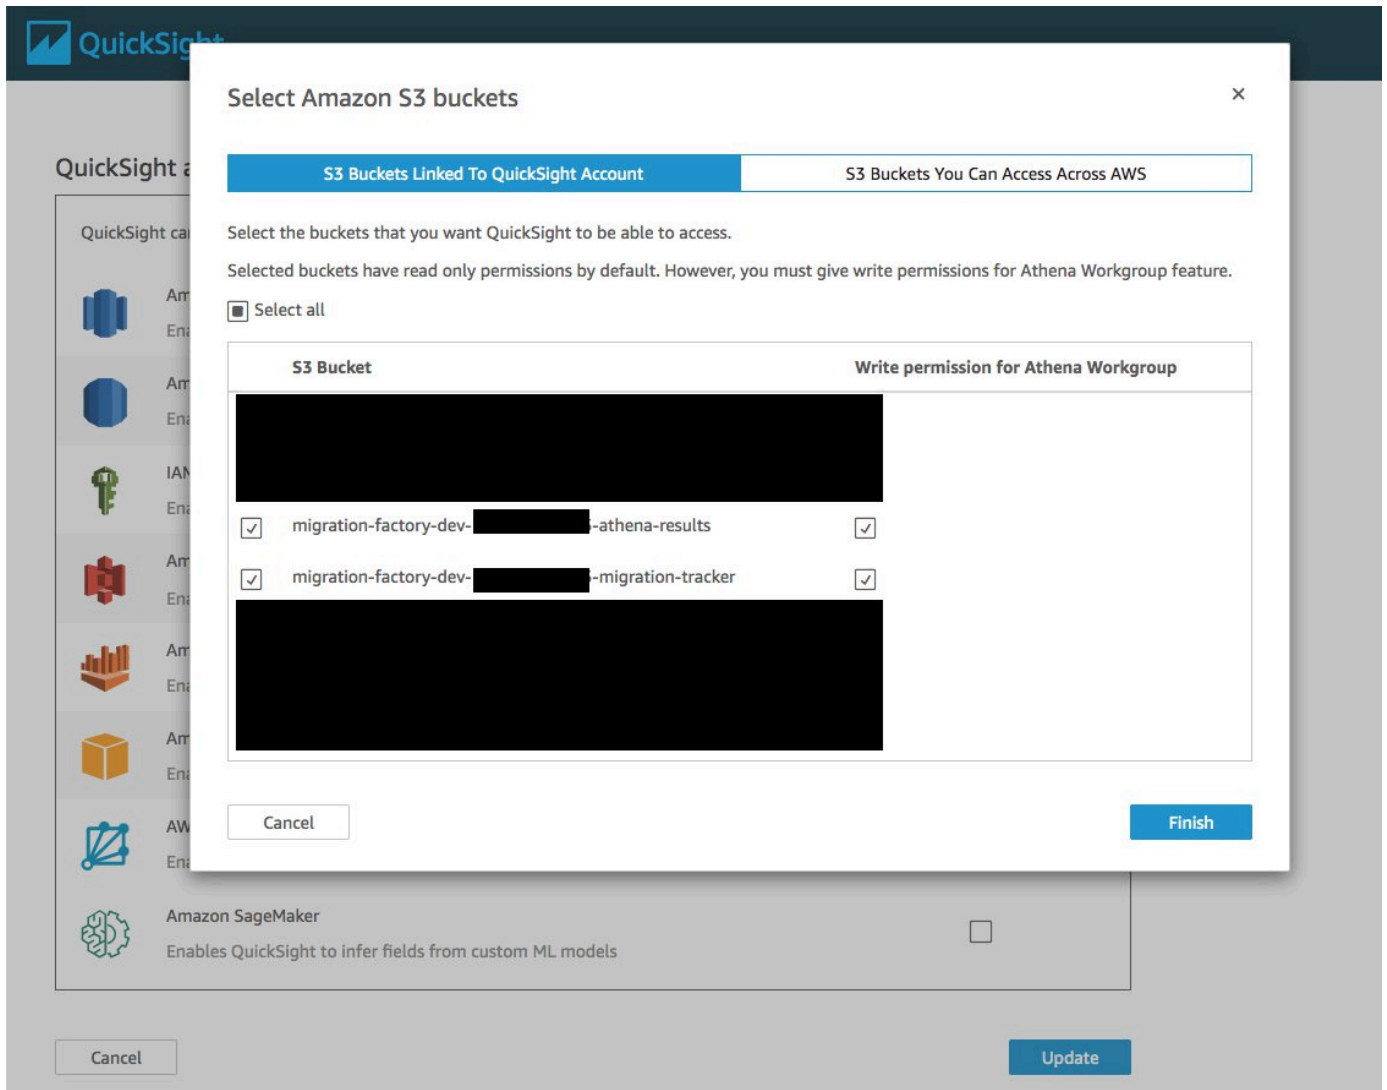 QuickSight
Select Amazon S3 buckets
QuickSight
S3 Buckets Linked To QuickSight Account
S3 Buckets You Can Access Across AWS
QuickSight
Select the buckets that you want QuickSight to be able to access.
Selected buckets have read only permissions by default. However, you must give write permissions for Athena Workgroup feature.
Select all
S3 Bucket
Write permission for Athena Workgroup
migration-factory-dev- -athena-results
migration-factory-dev- -migration-tracker
Cancel
Finish
Amazon SageMaker
Enables QuickSight to infer fields from custom ML models
Cancel
Update